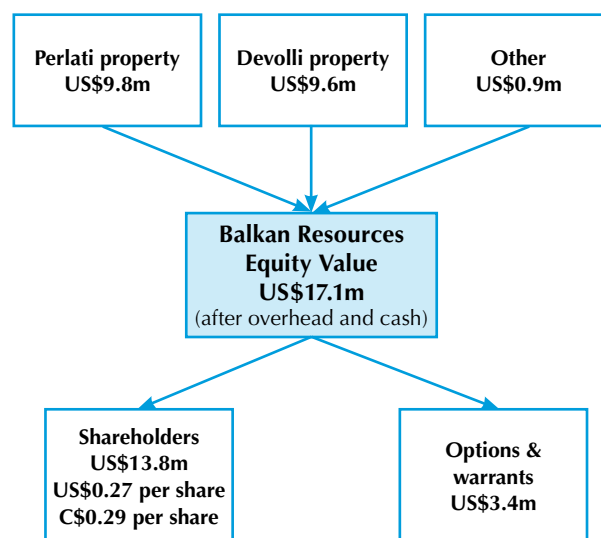 Perlati property
US$9.8m
Devolli property
US$9.6m
Other
US$0.9m
Balkan Resources
Equity Value
US$17.1m
(after overhead and cash)
Shareholders
US$13.8m
US$0.27 per share
C$0.29 per share
Options &
warrants
US$3.4m